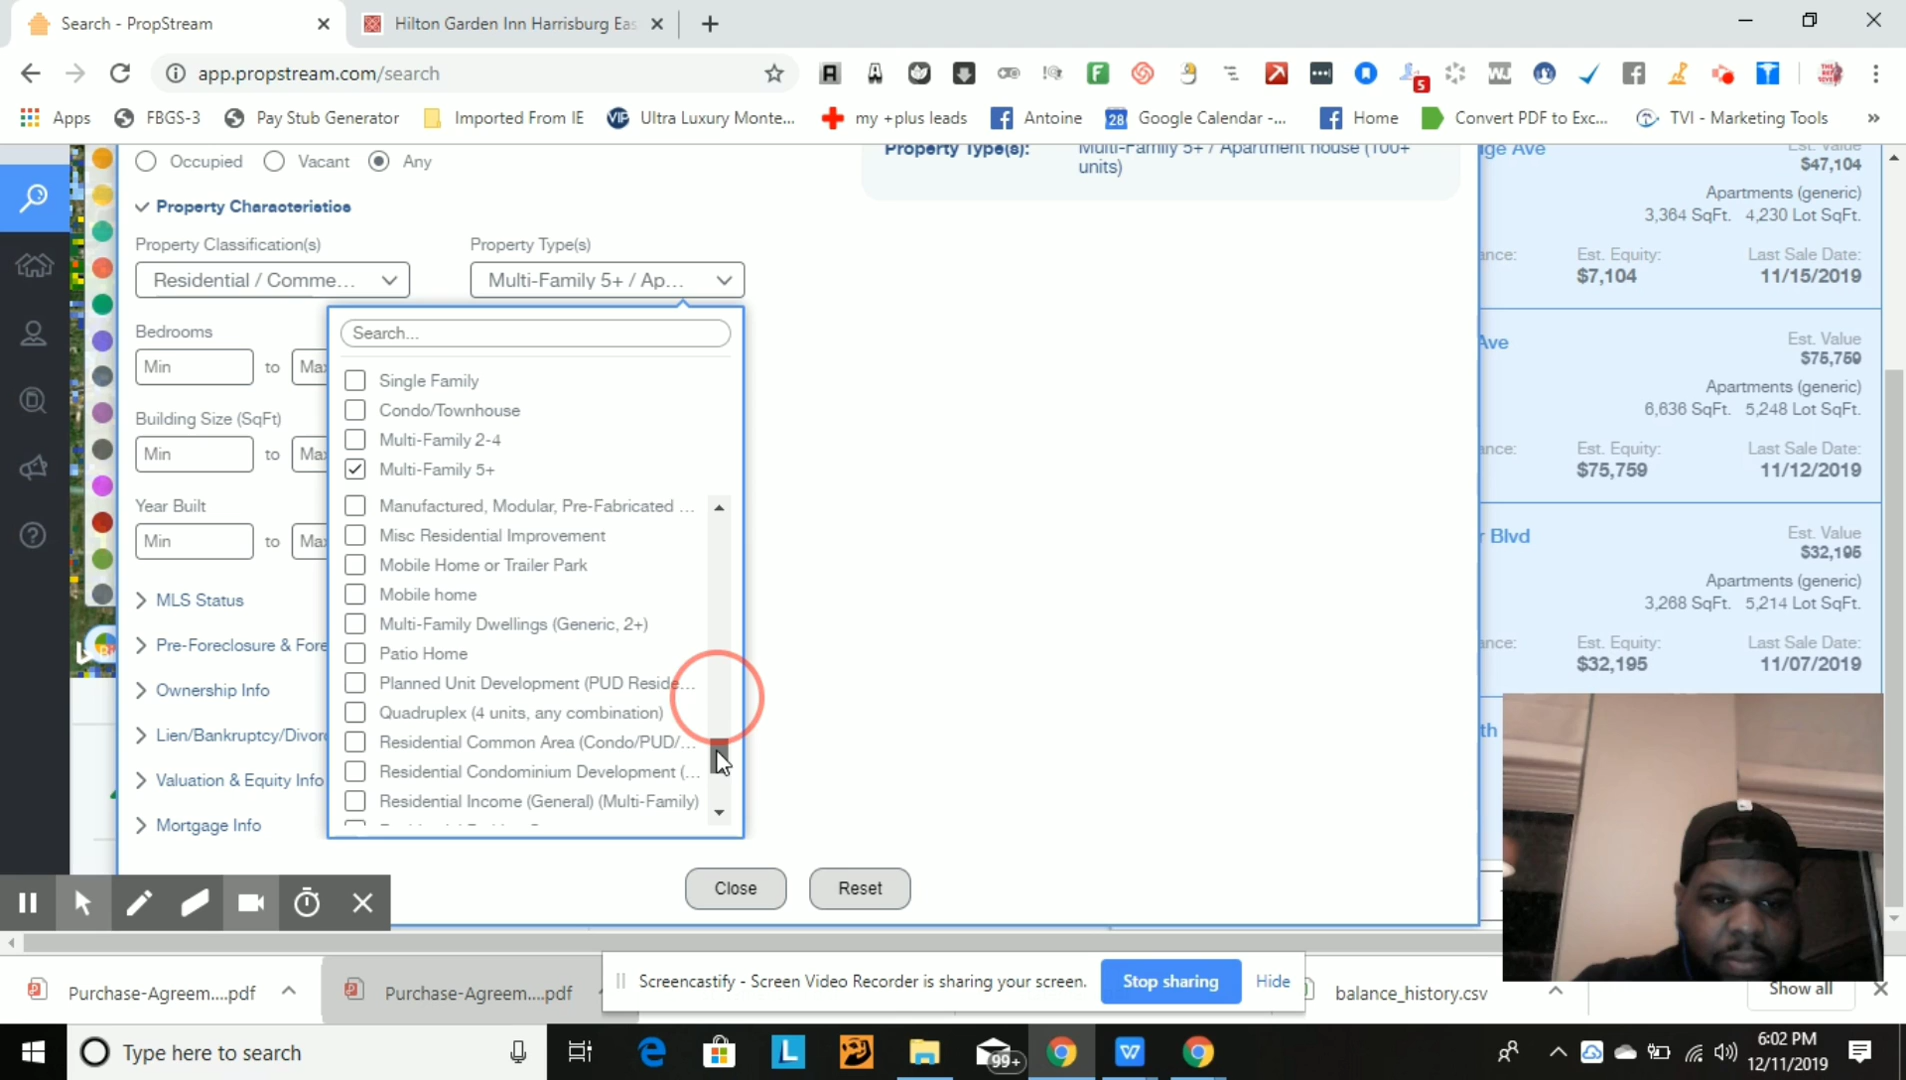 Search - PropStream
Hilton Garden Inn Harrisburg Eas
app.propstream.com/search
5
Apps
FBGS-3
Pay Stub Generator
Imported From IE
VIP
Ultra Luxury Monte...
my +plus leads
Antoine
28
Google Calendar -...
Home
Convert PDF to Exc...
TVI - Marketing Tools
»
Occupied
Vacant
Any
Property Type(s):
Multi-Family 5+ / Apartment house (100+
units)
Property Characteristics
Property Classification(s)
Property Type(s)
Residential / Comme...
Multi-Family 5+ / Ap...
Bedrooms
Min
to
Search...
Single Family
Condo/Townhouse
Multi-Family 2-4
Multi-Family 5+
Manufactured, Modular, Pre-Fabricated ...
Misc Residential Improvement
Mobile Home or Trailer Park
Mobile home
Multi-Family Dwellings (Generic, 2+)
Patio Home
Planned Unit Development (PUD Reside...
Quadruplex (4 units, any combination)
Residential Common Area (Condo/PUD/...
Residential Condominium Development (...
Residential Income (General) (Multi-Family)
Building Size (SqFt)
Min
to
Year Built
Min
to
MLS Status
Pre-Foreclosure & Fore
Ownership Info
Lien/Bankruptcy/Divor
Valuation & Equity Info
Mortgage Info
Close
Reset
Ave
$47,104
Apartments (generic)
3,364 SqFt. 4,230 Lot SqFt.
ance:
Est. Equity:
Last Sale Date:
$7,104
11/15/2019
Ave
Est. Value
$75,759
Apartments (generic)
6,636 SqFt. 5,248 Lot SqFt.
ance:
Est. Equity:
Last Sale Date:
$75,759
11/12/2019
r Blvd
Est. Value
$32,195
Apartments (generic)
3,268 SqFt. 5,214 Lot SqFt.
ance:
Est. Equity:
Last Sale Date:
$32,195
11/07/2019
th
Purchase-Agreem....pdf
Purchase-Agreem....pdf
Screencastify - Screen Video Recorder is sharing your screen.
Stop sharing
Hide
balance_history.csv
Show all
Type here to search
99+
6:02 PM
12/11/2019